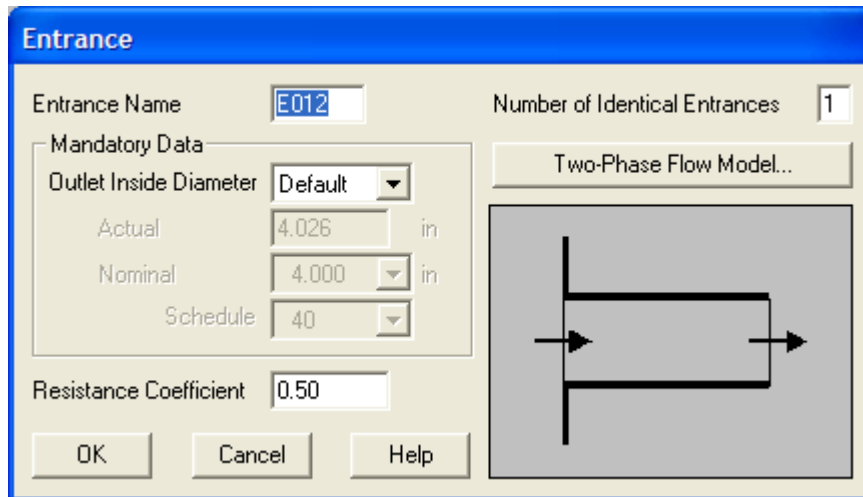 Entrance
Entrance Name E012
Number of Identical Entrances 1
Mandatory Data
Outlet Inside Diameter Default
Actual 4.026 in
Nominal 4.000 in
Schedule 40
Two-Phase Flow Model...
Resistance Coefficient 0.50
OK Cancel Help